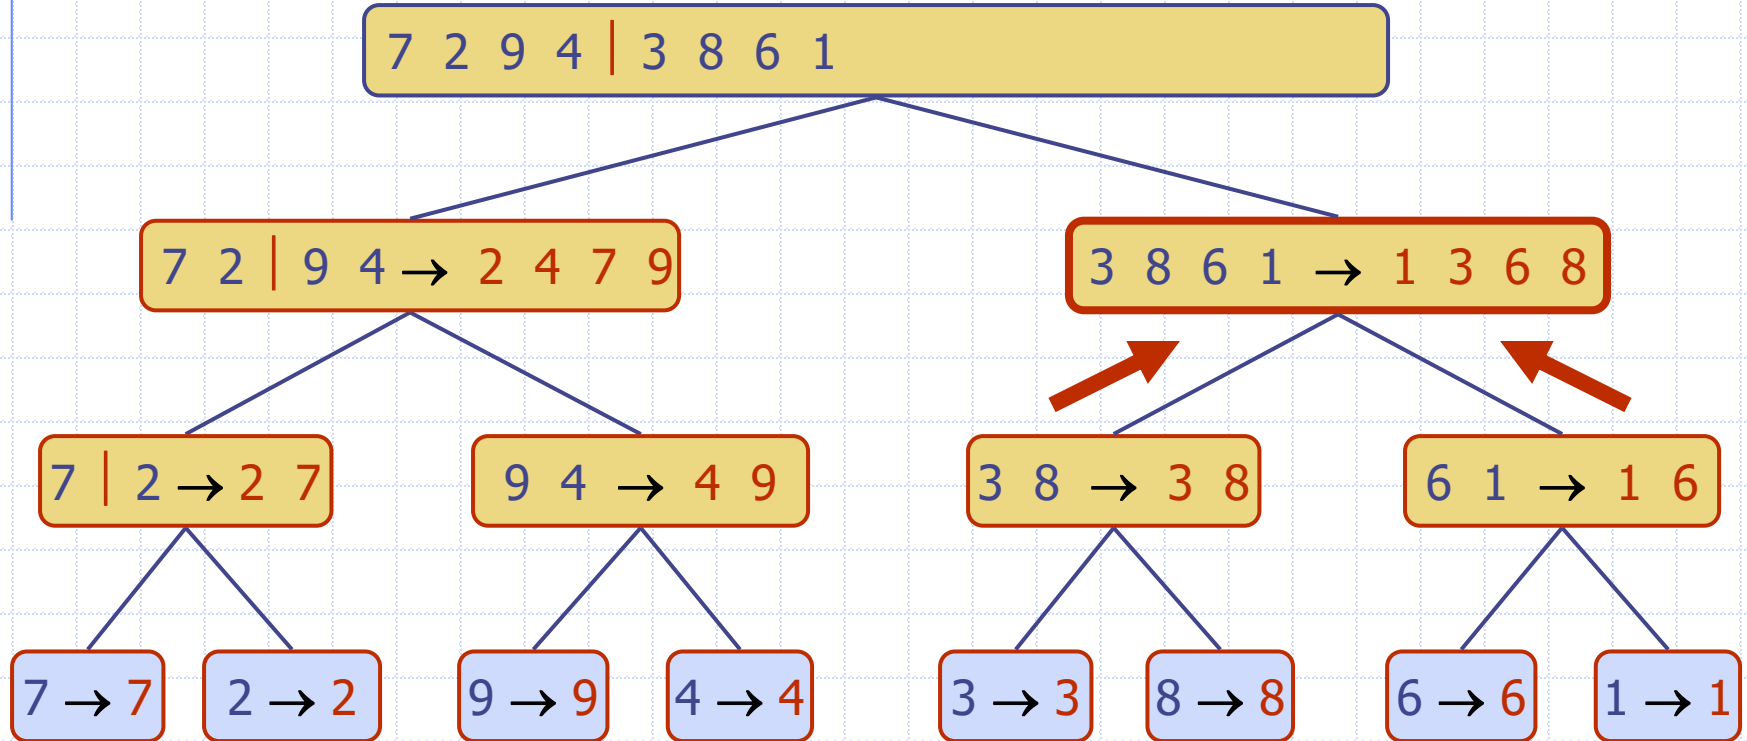 7 2 9 4 | 3 8 6 1
7 2 | 9 4 → 2 4 7 9
3 8 6 1 → 1 3 6 8
7 | 2 → 2 7
9 4 → 4 9
3 8 → 3 8
6 1 → 1 6
7 → 7
2 → 2
9 → 9
4 → 4
3 → 3
8 → 8
6 → 6
1 → 1